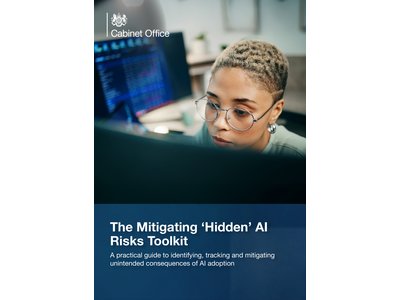 Cabinet Office
The Mitigating ‘Hidden’ AI
Risks Toolkit
A practical guide to identifying, tracking and mitigating
unintended consequences of AI adoption